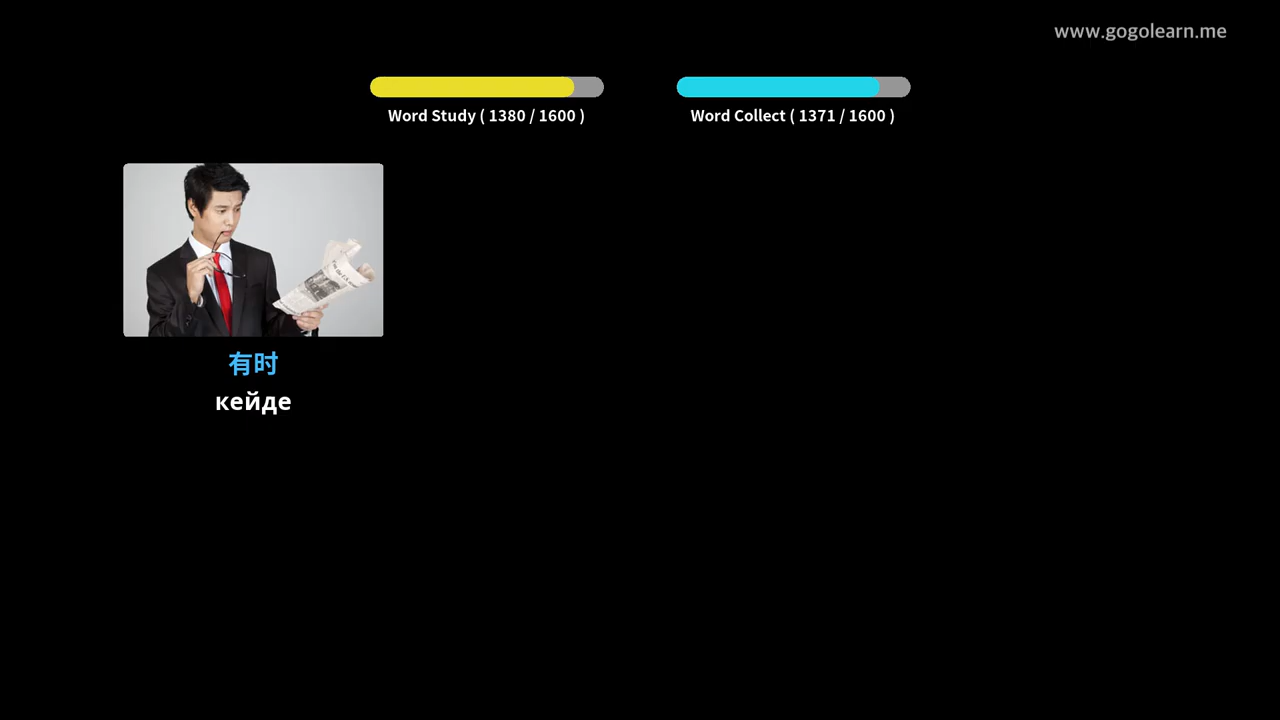 www.gogolearn.me
Word Study ( 1380 / 1600 )
Word Collect ( 1371 / 1600 )
有时
кейде